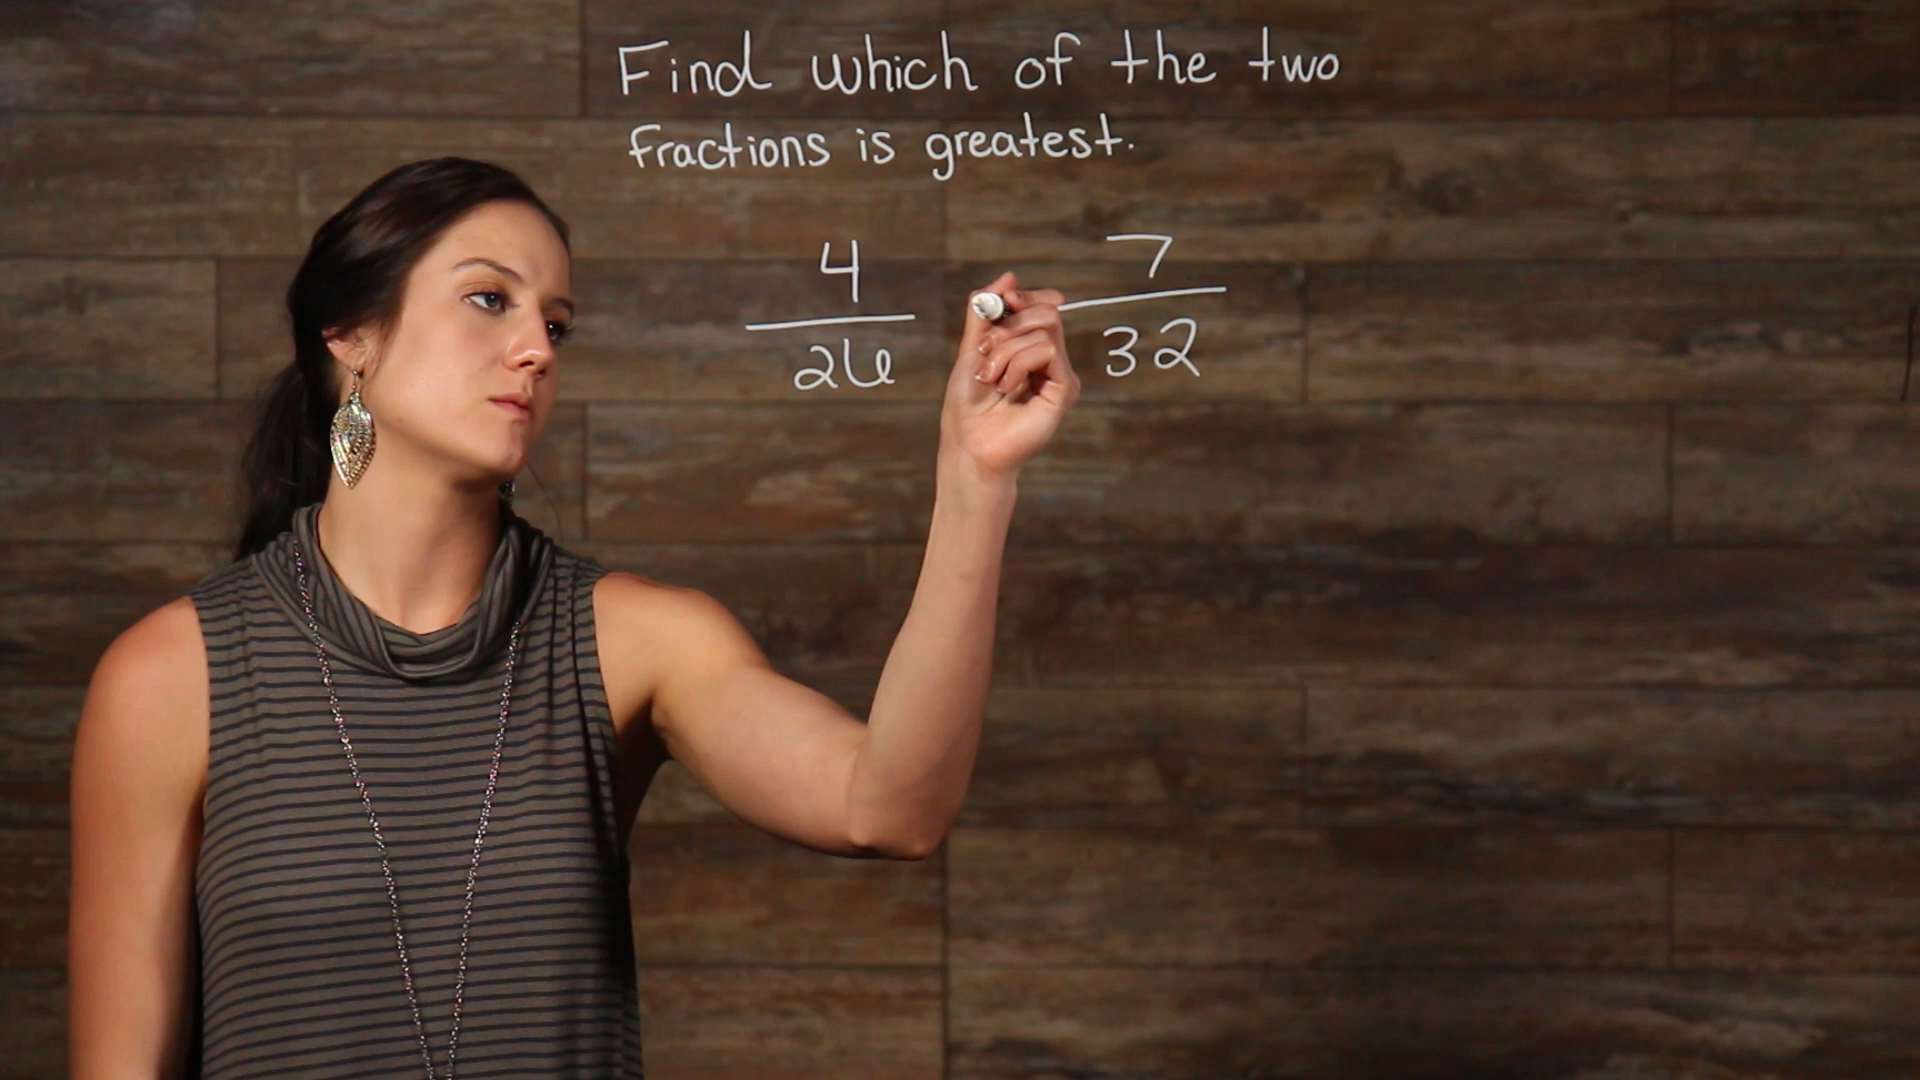 Find which of the two
fractions is greatest.
4 7
26 32